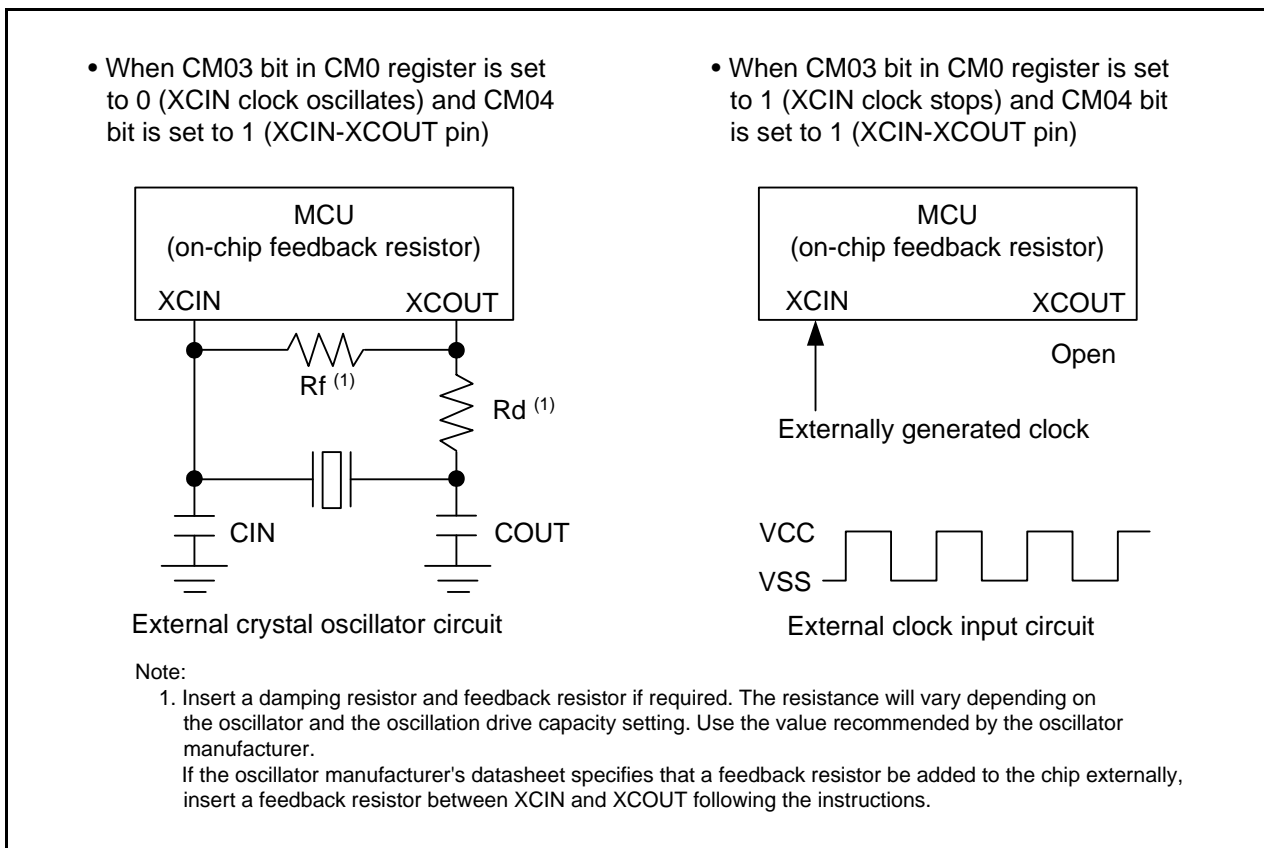 • When CM03 bit in CM0 register is set
to 0 (XCIN clock oscillates) and CM04
bit is set to 1 (XCIN-XCOUT pin)
MCU
(on-chip feedback resistor)
XCIN
XCOUT
Rf (1)
Rd (1)
CIN
COUT
External crystal oscillator circuit
• When CM03 bit in CM0 register is set
to 1 (XCIN clock stops) and CM04 bit
is set to 1 (XCIN-XCOUT pin)
MCU
(on-chip feedback resistor)
XCIN
XCOUT
Open
Externally generated clock
VCC
VSS
External clock input circuit
Note:
1. Insert a damping resistor and feedback resistor if required. The resistance will vary depending on
the oscillator and the oscillation drive capacity setting. Use the value recommended by the oscillator
manufacturer.
If the oscillator manufacturer's datasheet specifies that a feedback resistor be added to the chip externally,
insert a feedback resistor between XCIN and XCOUT following the instructions.